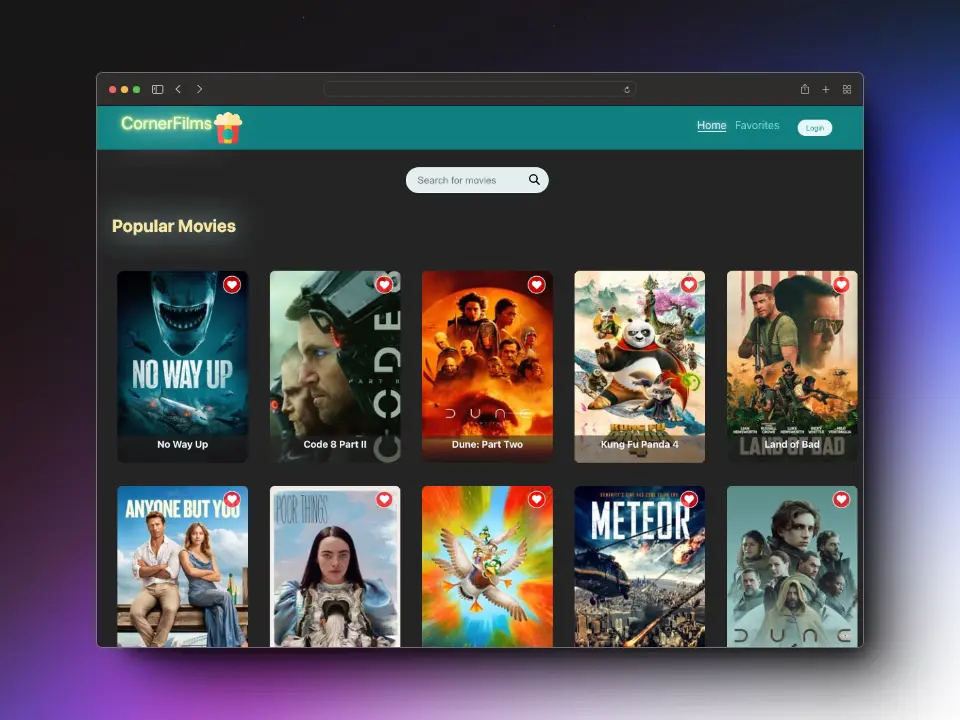 CornerFilms
Home Favorites Login
Search for movies
Popular Movies
NO WAY UP
No Way Up
CODE 8
PART II
Code 8 Part II
DUNE
Dune: Part Two
KUNG FU
Kung Fu Panda 4
LAND OF BAD
Land of Bad
ANYONE BUT YOU
POOR THINGS
METEOR
DUNE